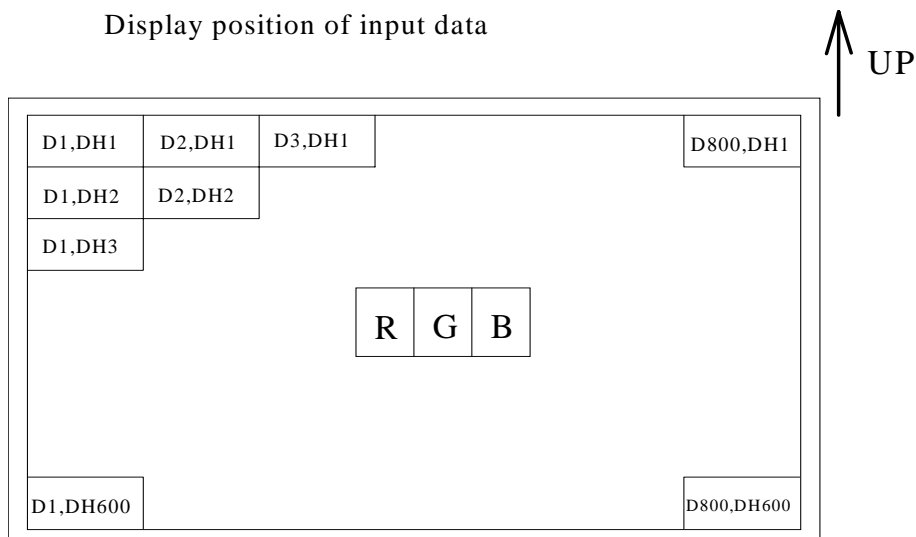 Display position of input data
UP
D1,DH1 D2,DH1 D3,DH1 D800,DH1
D1,DH2 D2,DH2
D1,DH3
R G B
D1,DH600 D800,DH600